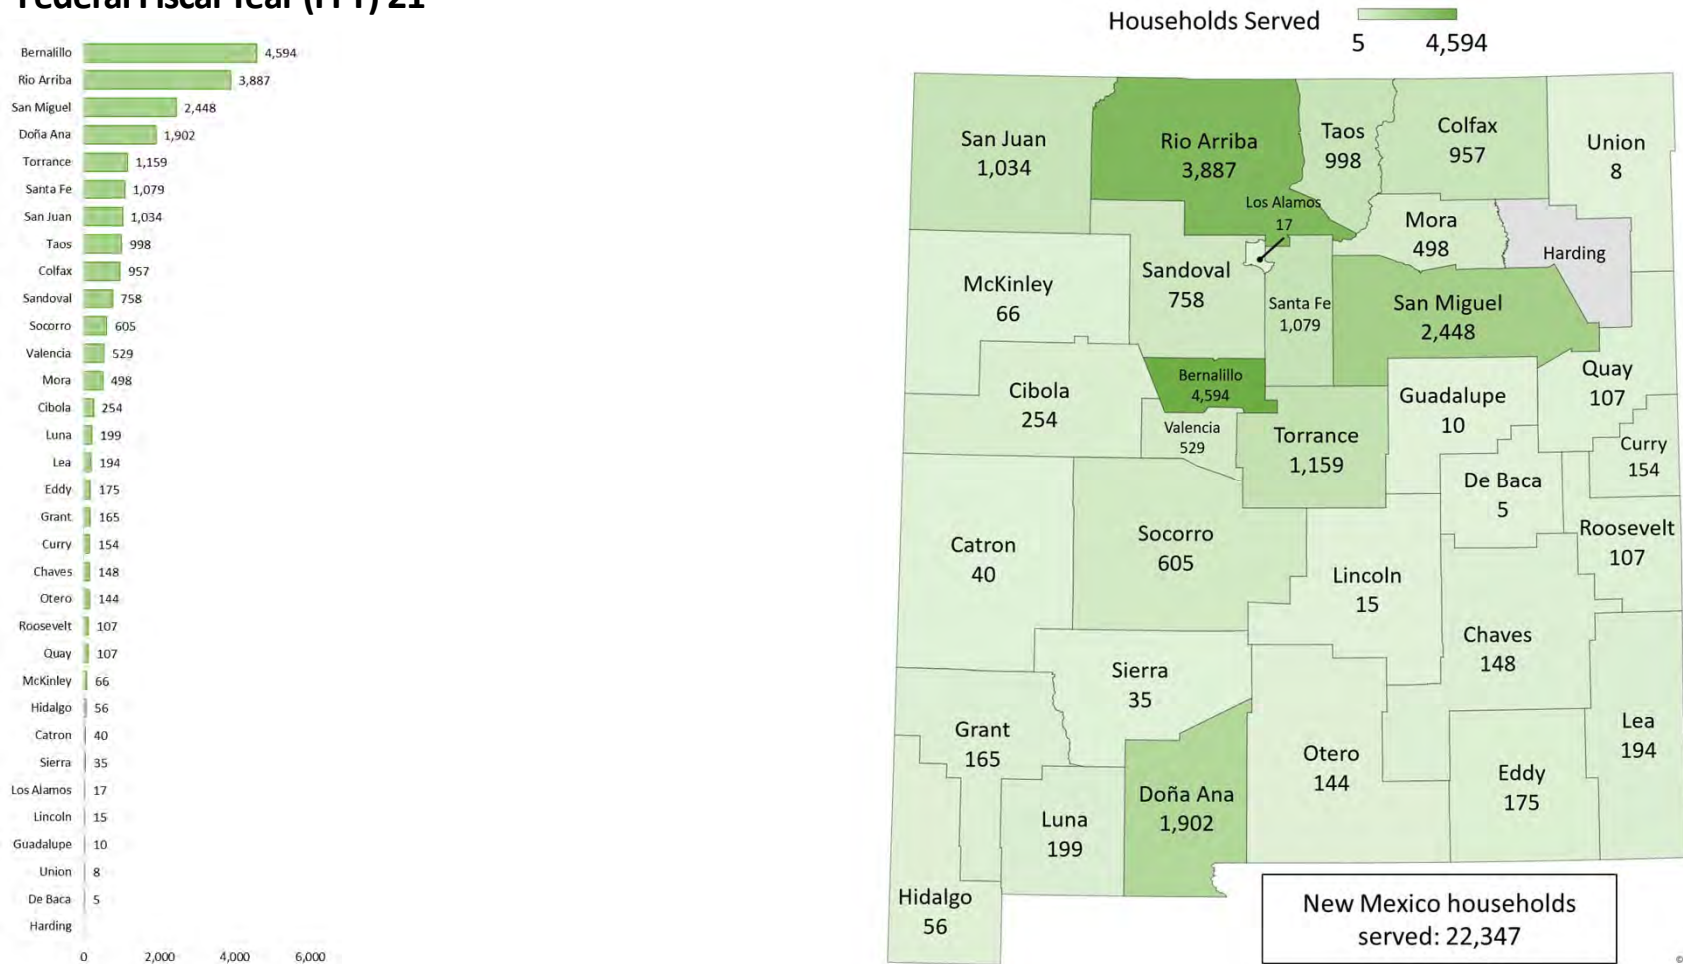 Federal Fiscal Year (FFY) 21
Bernalillo 4,594
Rio Arriba 3,887
San Miguel 2,448
Doña Ana 1,902
Torrance 1,159
Santa Fe 1,079
San Juan 1,034
Taos 998
Colfax 957
Sandoval 758
Socorro 605
Valencia 529
Mora 498
Cibola 254
Luna 199
Lea 194
Eddy 175
Grant 165
Curry 154
Chaves 148
Otero 144
Roosevelt 107
Quay 107
McKinley 66
Hidalgo 56
Catron 40
Sierra 35
Los Alamos 17
Lincoln 15
Guadalupe 10
Union 8
De Baca 5
Harding
0 2,000 4,000 6,000
Households Served
5 4,594
San Juan
1,034
Rio Arriba
3,887
Taos
998
Colfax
957
Union
8
Los Alamos
17
Mora
498
Harding
McKinley
66
Sandoval
758
Santa Fe
1,079
San Miguel
2,448
Quay
107
Cibola
254
Bernalillo
4,594
Valencia
529
Torrance
1,159
Guadalupe
10
Curry
154
De Baca
5
Roosevelt
107
Catron
40
Socorro
605
Lincoln
15
Chaves
148
Sierra
35
Grant
165
Otero
144
Lea
194
Eddy
175
Luna
199
Doña Ana
1,902
Hidalgo
56
New Mexico households
served: 22,347
©